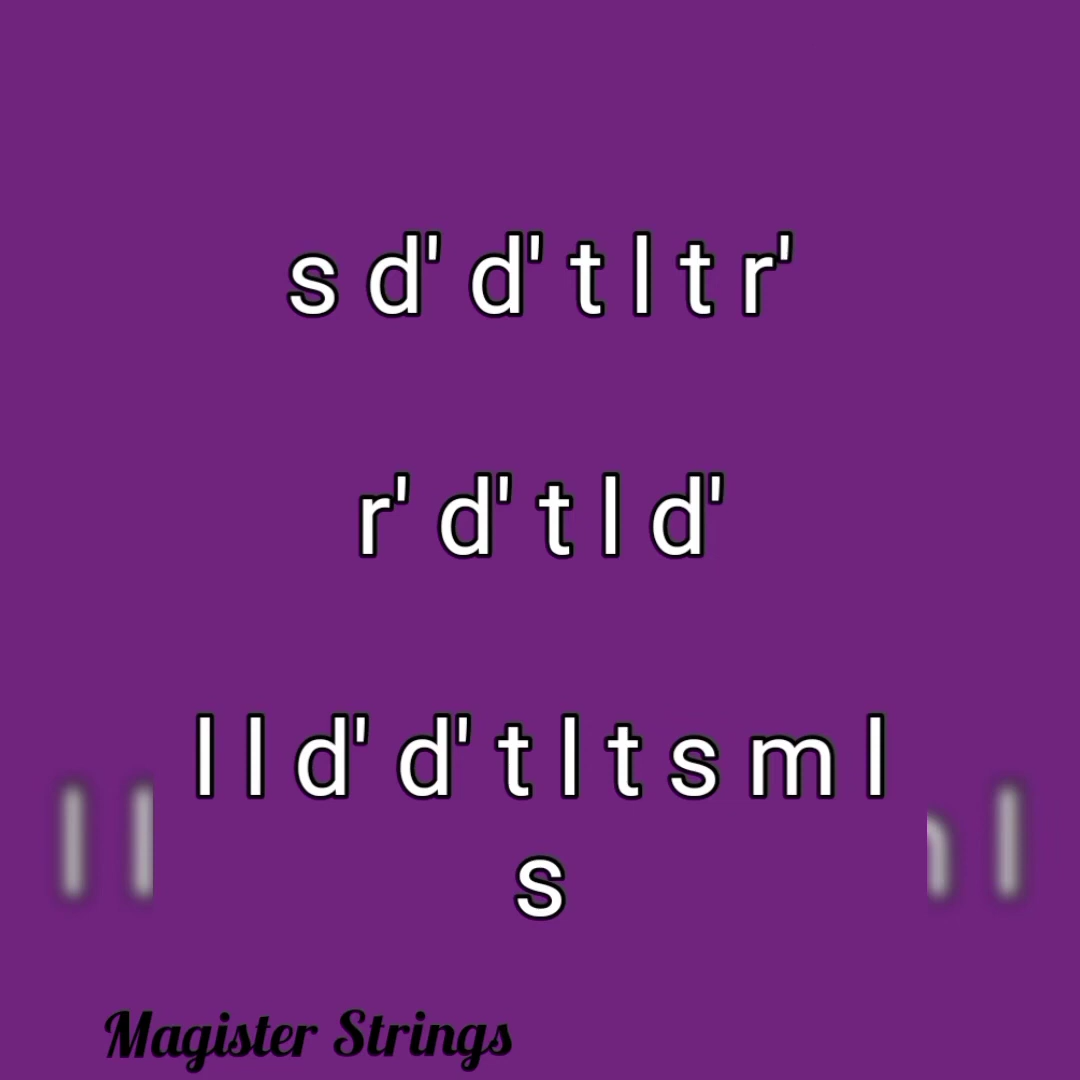 s d' d' t l t r'
r' d' t l d'
l l d' d' t l t s m l
s
Magister Strings